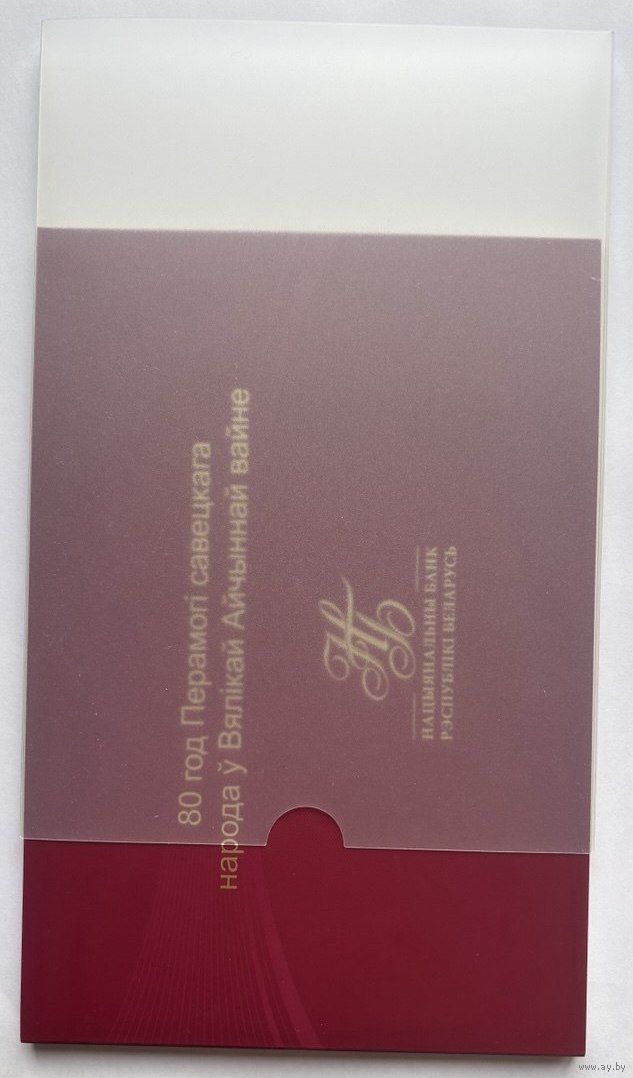 80 год Перамогі савецкага
народа ў Вялікай Айчыннай вайне
НАЦЫЯНАЛЬНЫ БАНК
РЭСПУБЛІКІ БЕЛАРУСЬ
www.ay.by